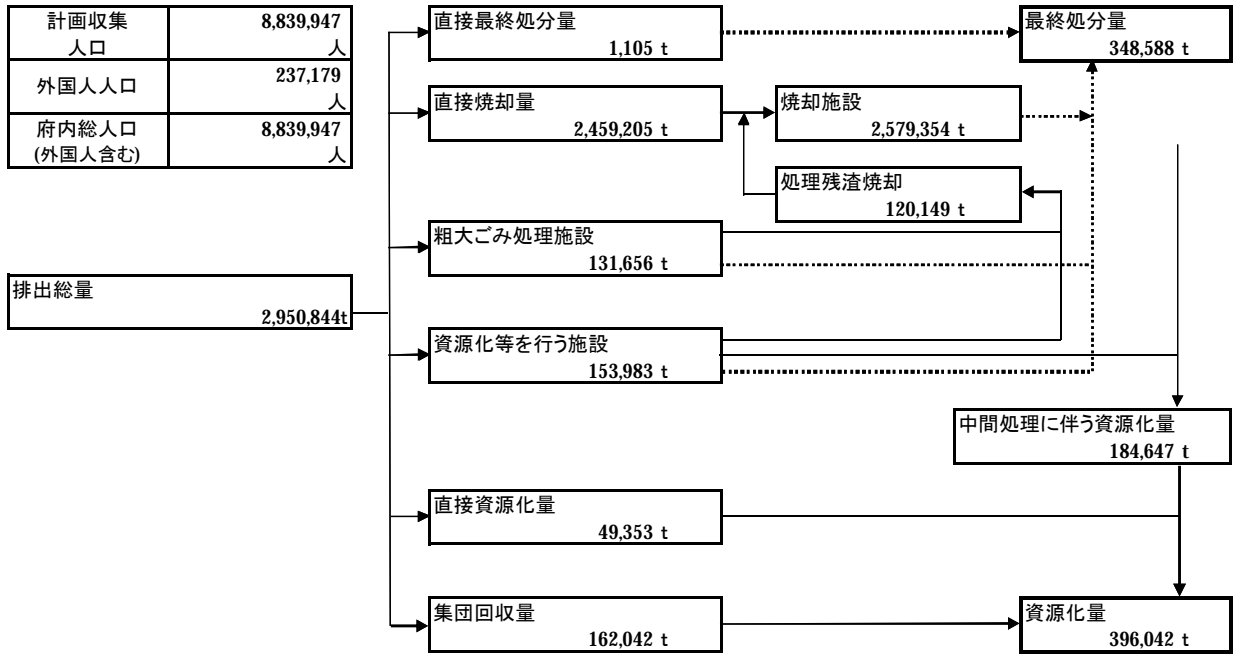 計画収集
人口
8,839,947
人
外国人人口
237,179
人
府内総人口
(外国人含む)
8,839,947
人
排出総量
2,950,844t
直接最終処分量
1,105 t
最終処分量
348,588 t
直接焼却量
2,459,205 t
焼却施設
2,579,354 t
処理残渣焼却
120,149 t
粗大ごみ処理施設
131,656 t
資源化等を行う施設
153,983 t
中間処理に伴う資源化量
184,647 t
直接資源化量
49,353 t
集団回収量
162,042 t
資源化量
396,042 t